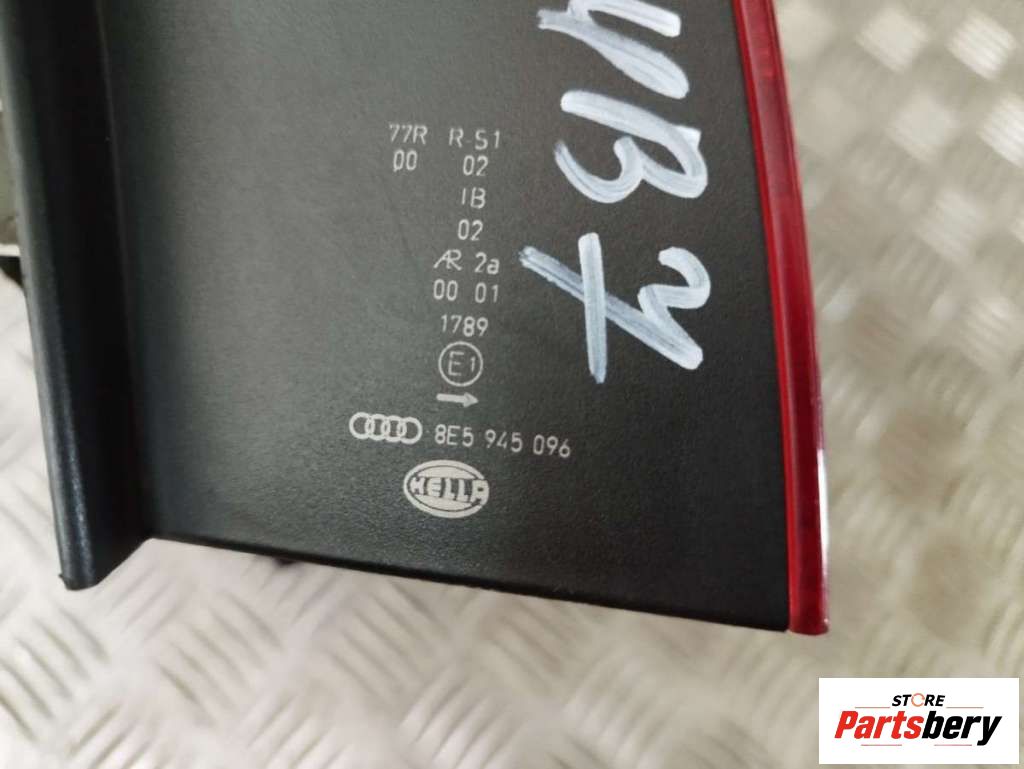 77R R-S1
00 02
IB
02
AR 2a
00 01
1789
E1
8E5 945 096
HELLA
STORE
Partsbery